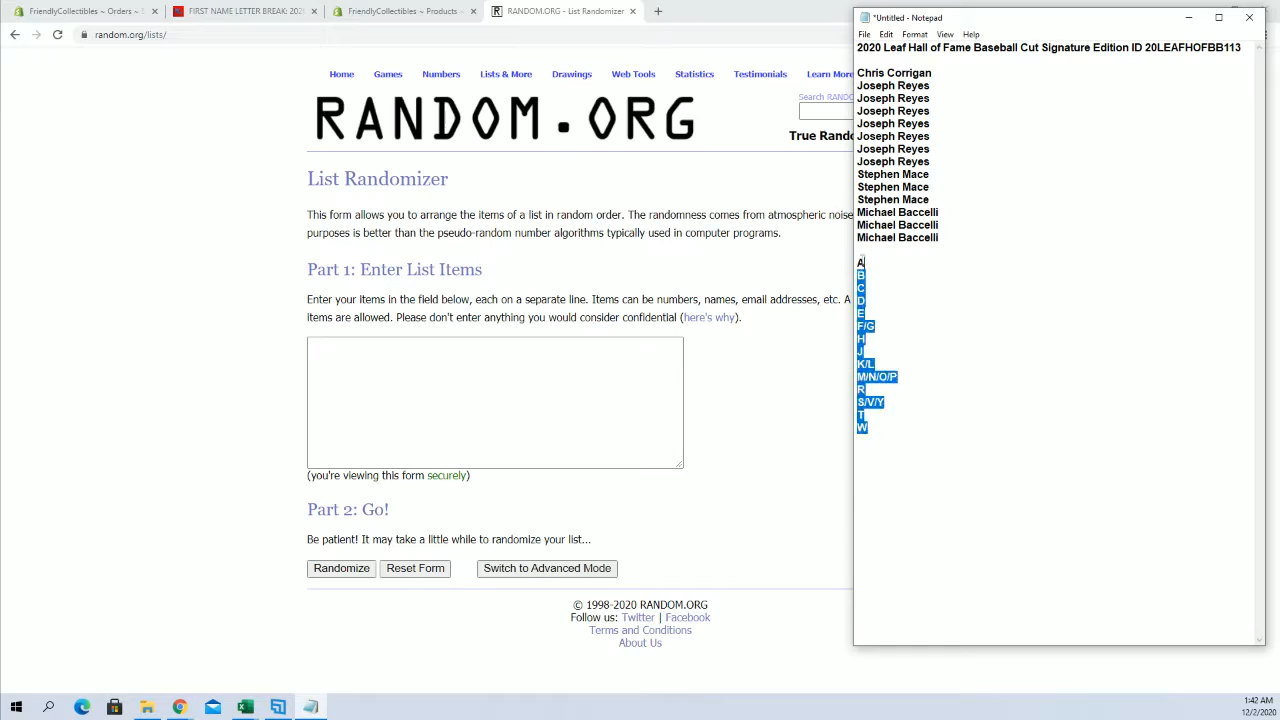 FriendlyCollectibles ~ Orders ~
FIRST NAME LETTER BREAK: 202
FriendlyCollectibles ~ Products ~
RANDOM.ORG - List Randomizer
random.org/lists/
Home Games Numbers Lists & More Drawings Web Tools Statistics Testimonials Learn More
Search RANDO
RANDOM.ORG
True Rando
List Randomizer
This form allows you to arrange the items of a list in random order. The randomness comes from atmospheric noise
purposes is better than the pseudo-random number algorithms typically used in computer programs.
Part 1: Enter List Items
Enter your items in the field below, each on a separate line. Items can be numbers, names, email addresses, etc. A
items are allowed. Please don't enter anything you would consider confidential (here's why).
(you're viewing this form securely)
Part 2: Go!
Be patient! It may take a little while to randomize your list...
Randomize Reset Form Switch to Advanced Mode
© 1998-2020 RANDOM.ORG
Follow us: Twitter | Facebook
Terms and Conditions
About Us
*Untitled - Notepad
File Edit Format View Help
2020 Leaf Hall of Fame Baseball Cut Signature Edition ID 20LEAFHOFBB113
Chris Corrigan
Joseph Reyes
Joseph Reyes
Joseph Reyes
Joseph Reyes
Joseph Reyes
Joseph Reyes
Joseph Reyes
Stephen Mace
Stephen Mace
Stephen Mace
Michael Baccelli
Michael Baccelli
Michael Baccelli
A
B
C
D
E
F/G
H
J
K/L
M/N/O/P
R
S/V/Y
T
W
1:42 AM
12/2/2020